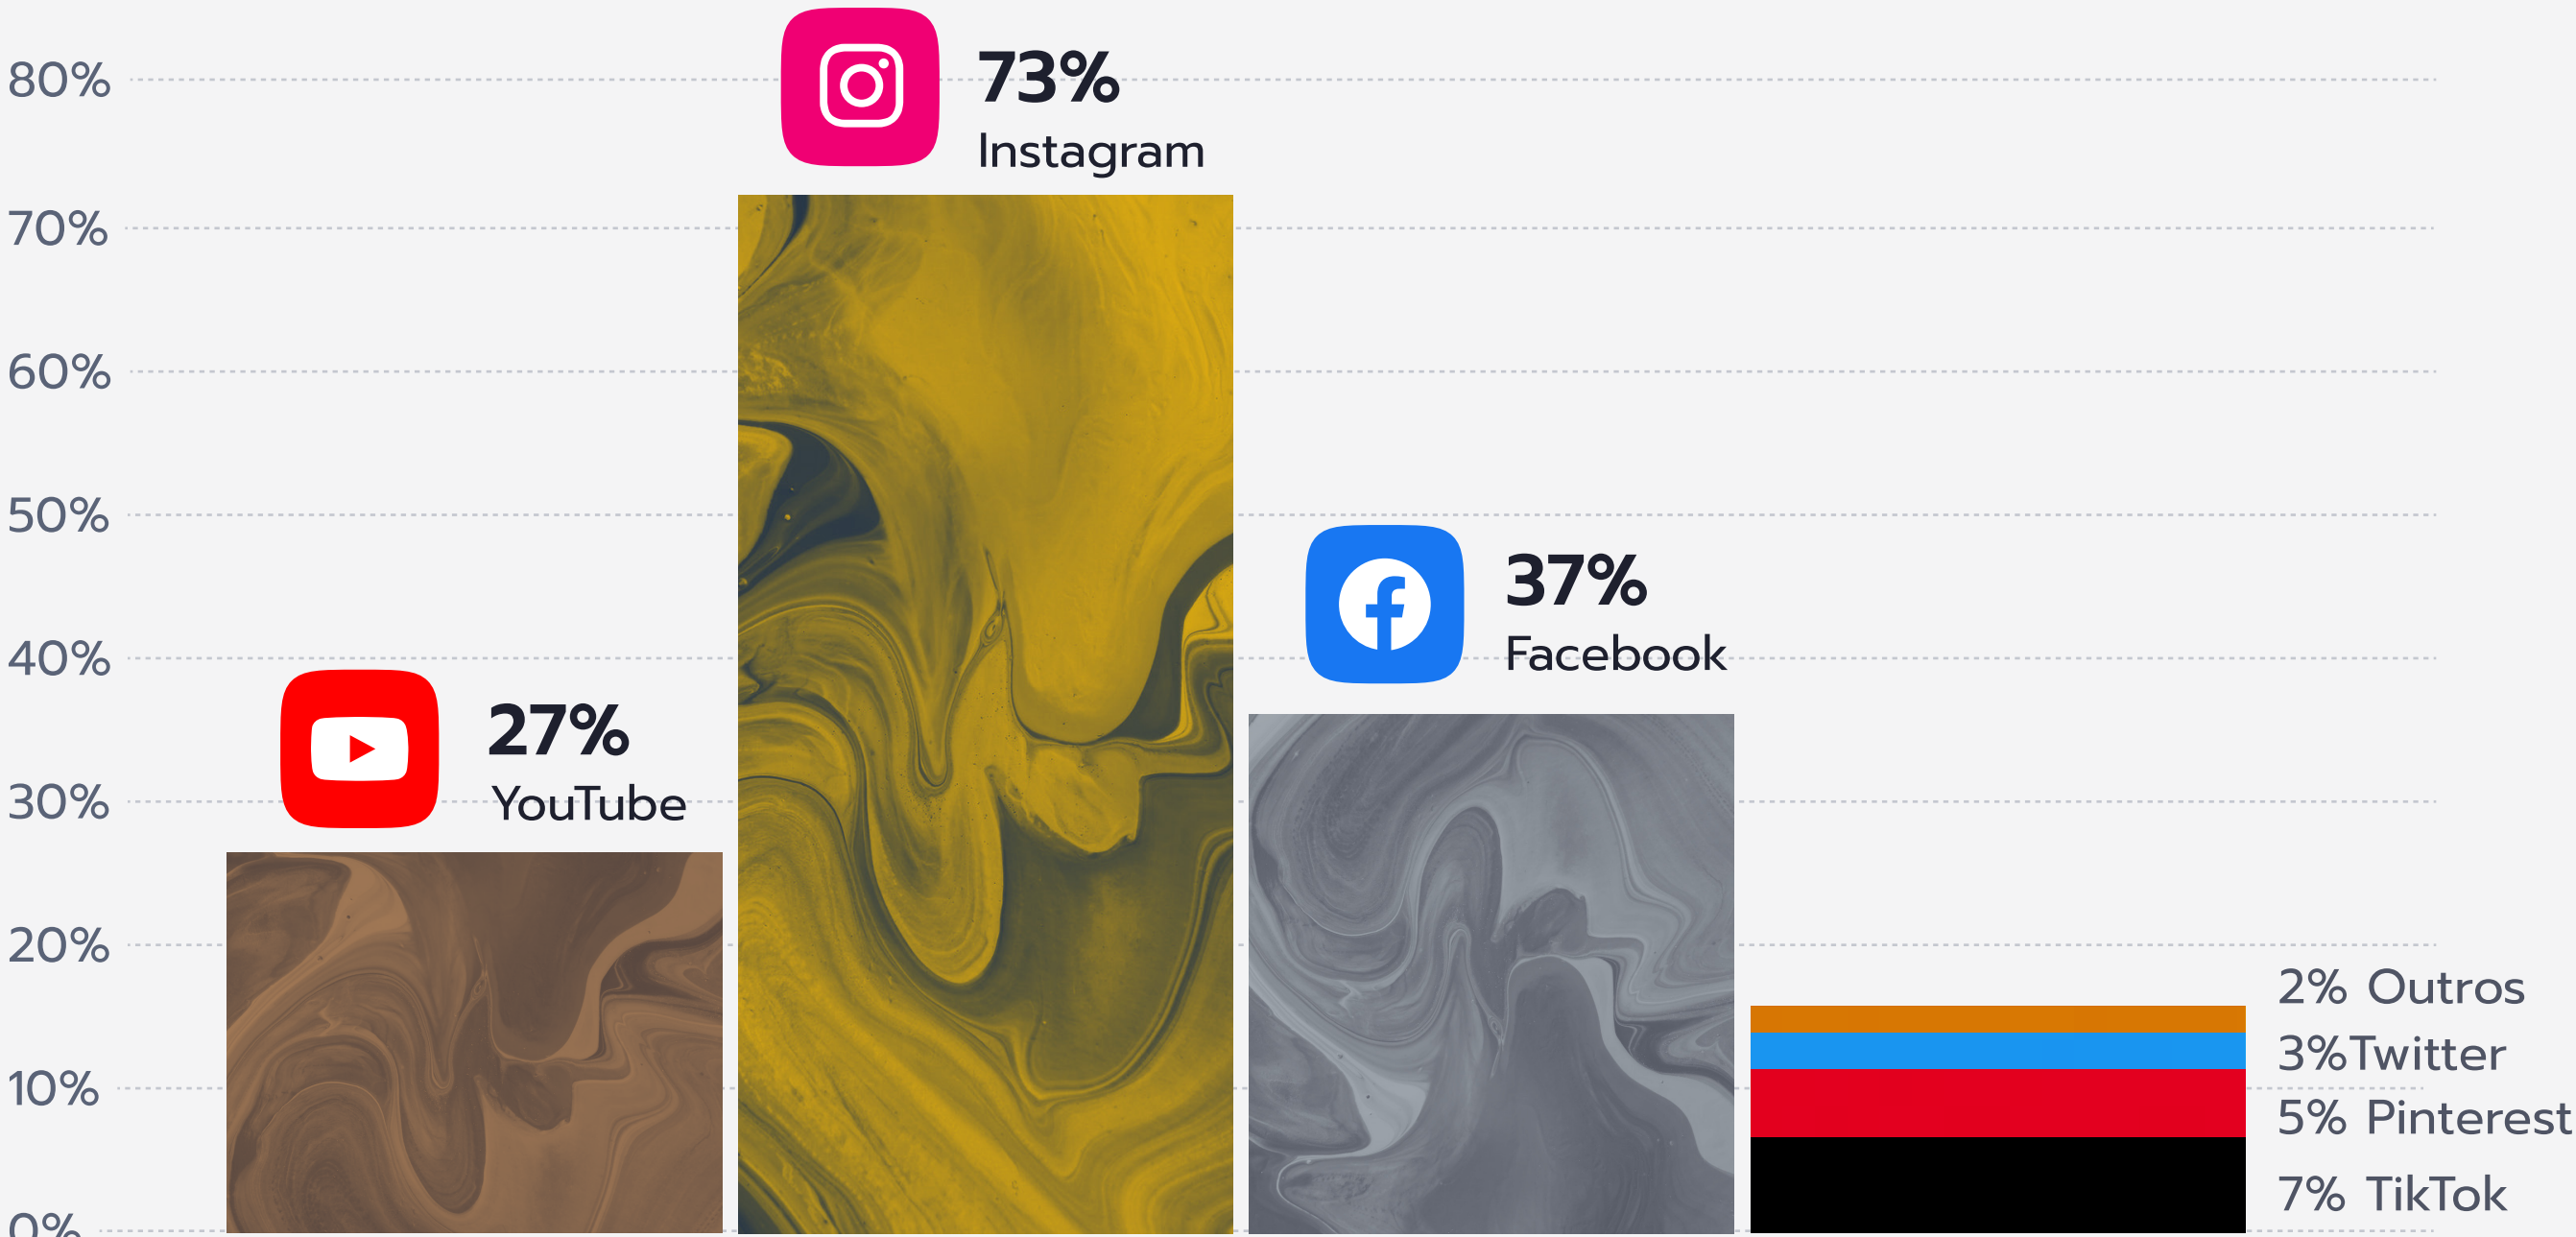 80%
70%
60%
50%
40%
30%
20%
10%
0%
27%
YouTube
73%
Instagram
37%
Facebook
2% Outros
3%Twitter
5% Pinterest
7% TikTok